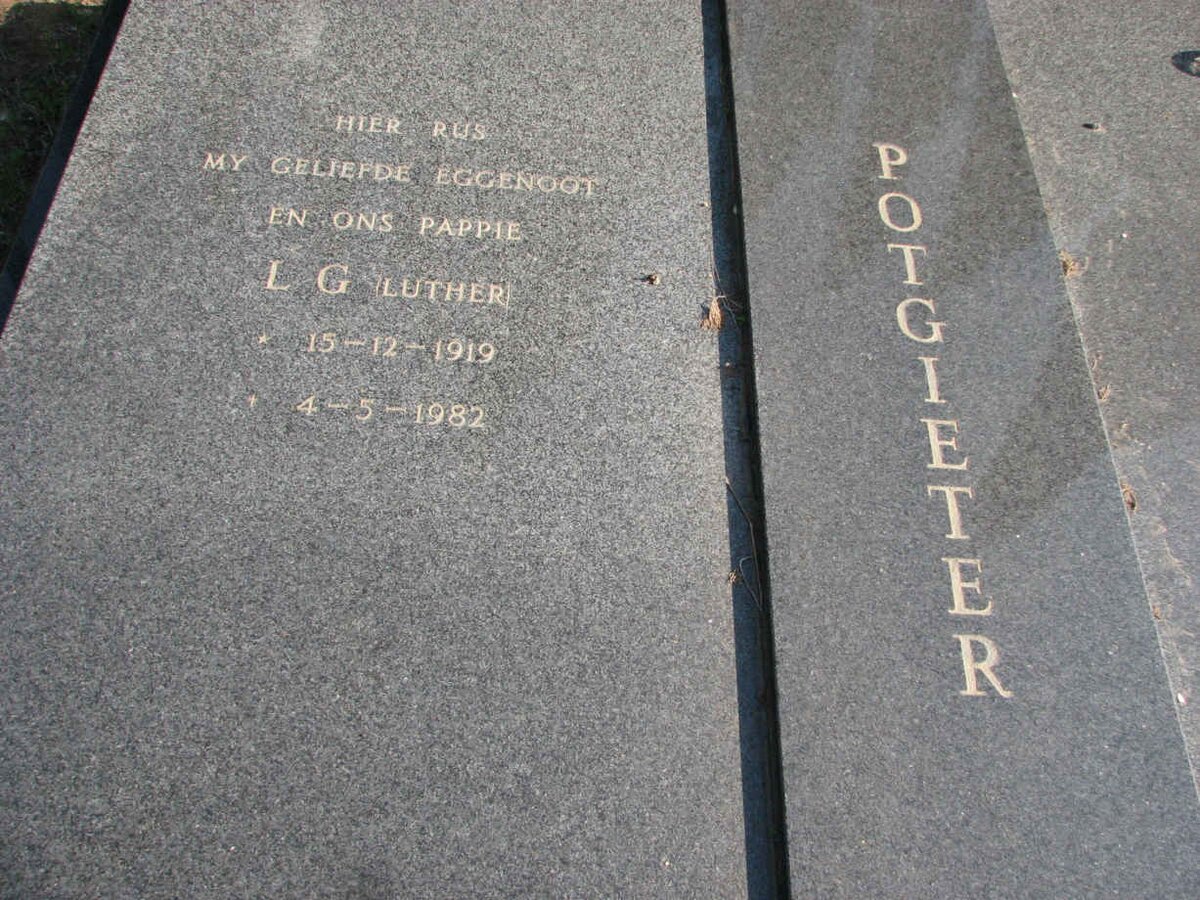 HIER RUS
MY GELIEFDE EGGENOOT
EN ONS PAPPIE
L G (LUTHER)
* 15-12-1919
† 4-5-1982
POTGIETER